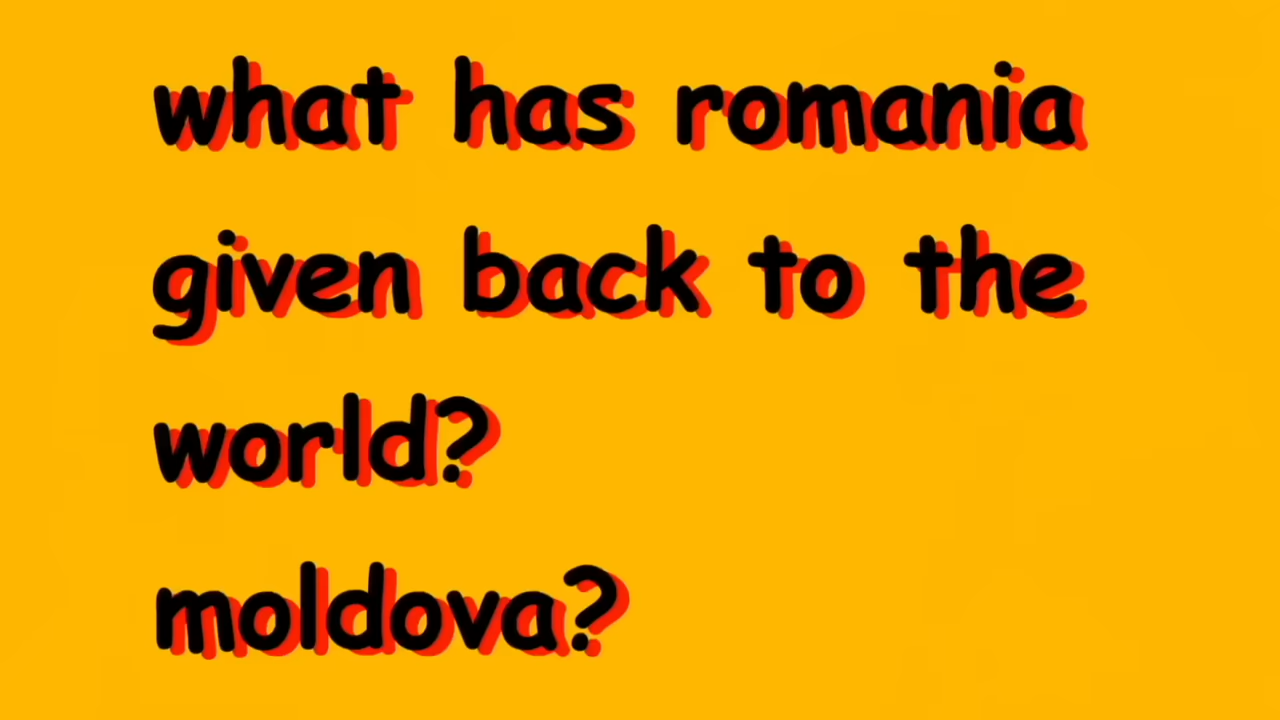 what has romania
given back to the
world?
moldova?